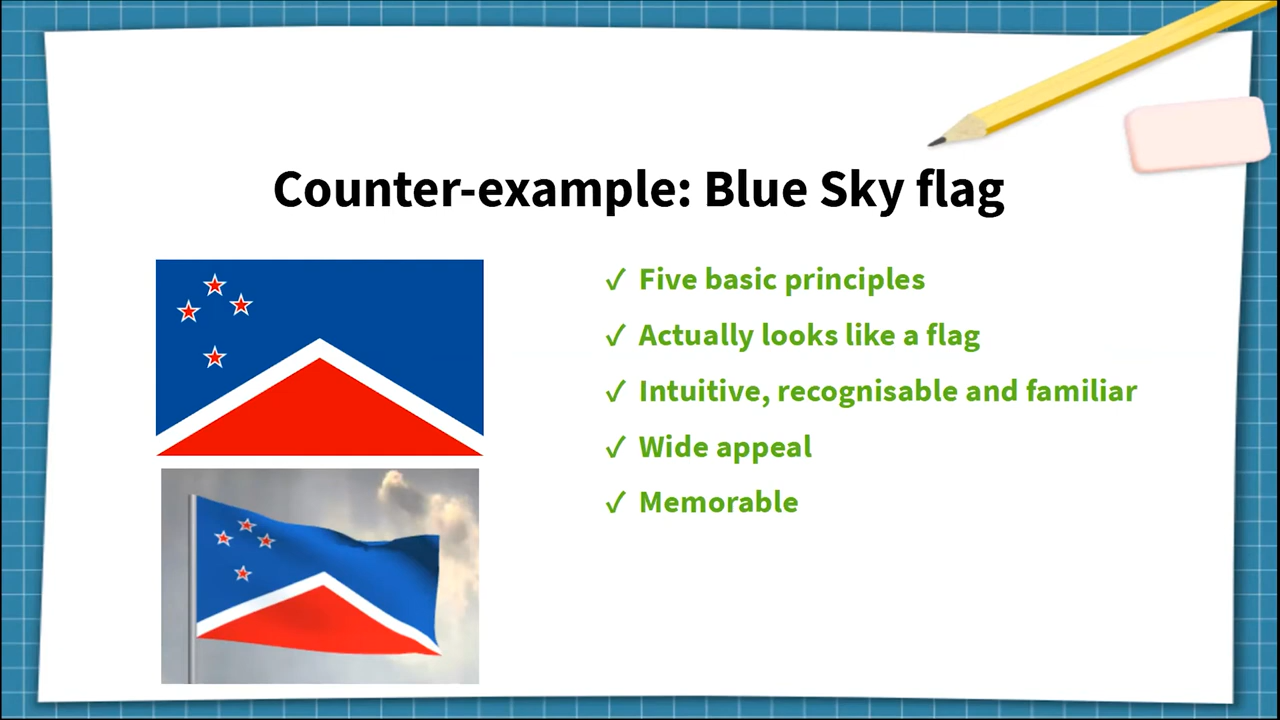 Counter-example: Blue Sky flag
✓ Five basic principles
✓ Actually looks like a flag
✓ Intuitive, recognisable and familiar
✓ Wide appeal
✓ Memorable